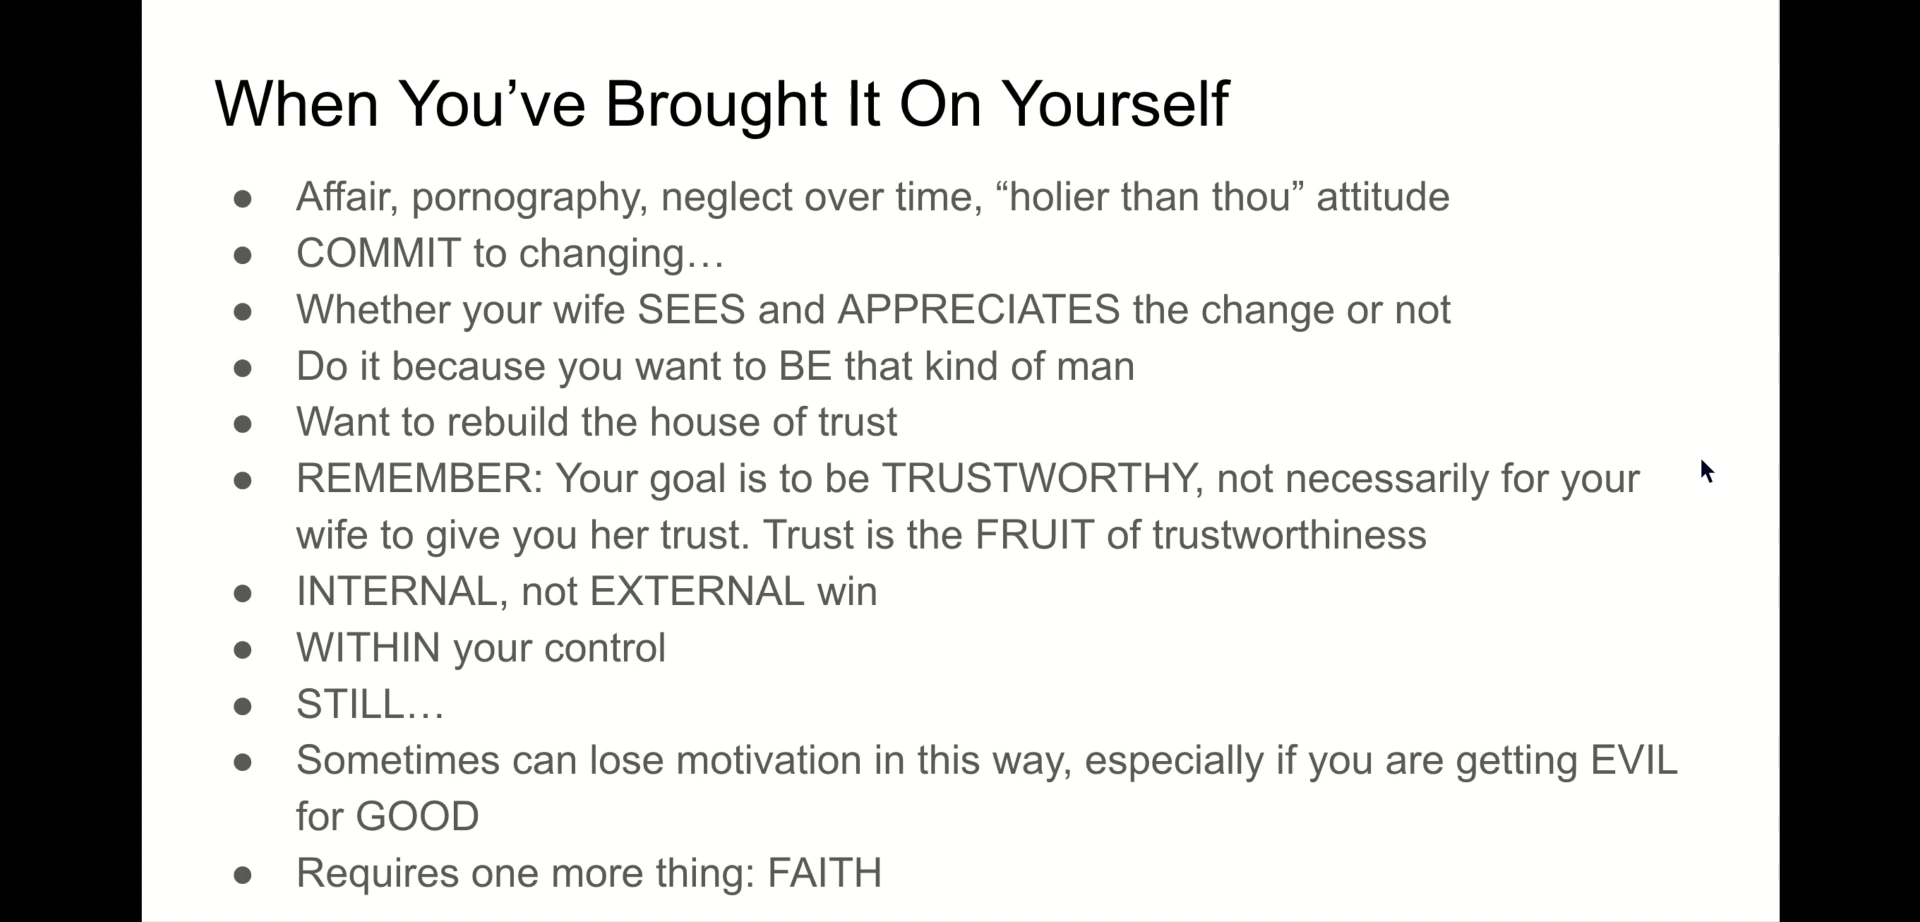 When You’ve Brought It On Yourself
● Affair, pornography, neglect over time, “holier than thou” attitude
● COMMIT to changing…
● Whether your wife SEES and APPRECIATES the change or not
● Do it because you want to BE that kind of man
● Want to rebuild the house of trust
● REMEMBER: Your goal is to be TRUSTWORTHY, not necessarily for your
wife to give you her trust. Trust is the FRUIT of trustworthiness
● INTERNAL, not EXTERNAL win
● WITHIN your control
● STILL…
● Sometimes can lose motivation in this way, especially if you are getting EVIL
for GOOD
● Requires one more thing: FAITH